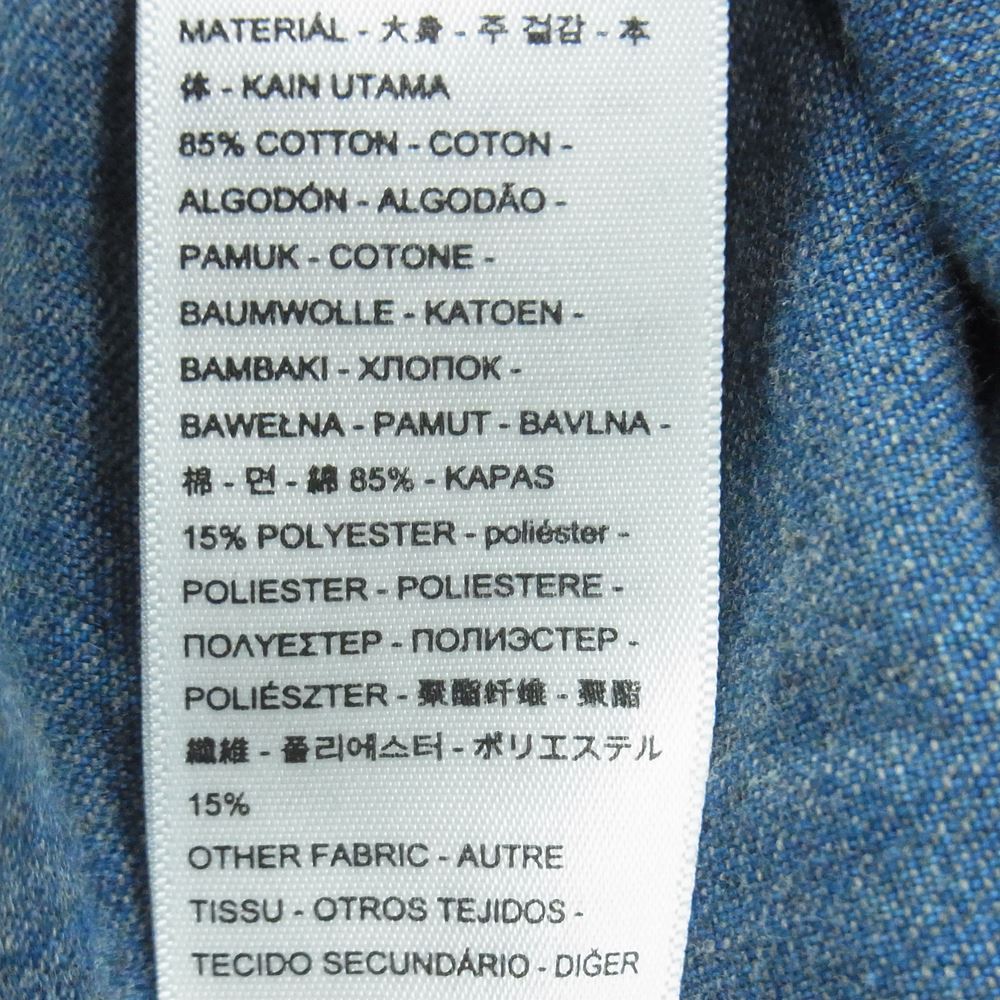 MATERIÁL - 大身 - 주 겉감 - 本
体 - KAIN UTAMA
85% COTTON - COTON -
ALGODÓN - ALGODÃO -
PAMUK - COTONE -
BAUMWOLLE - KATOEN -
BAMBAKI - ХЛОПОК -
BAWEŁNA - PAMUT - BAVLNA -
棉 - 면 - 綿 85% - KAPAS
15% POLYESTER - poliéster -
POLIESTER - POLIESTERE -
ΠΟΛΥΕΣΤΕΡ - ПОЛИЭСТЕР -
POLIÉSZTER - 聚酯纤维 - 聚酯
纖維 - 폴리에스터 - ポリエステル
15%
OTHER FABRIC - AUTRE
TISSU - OTROS TEJIDOS -
TECIDO SECUNDÁRIO - DIĞER